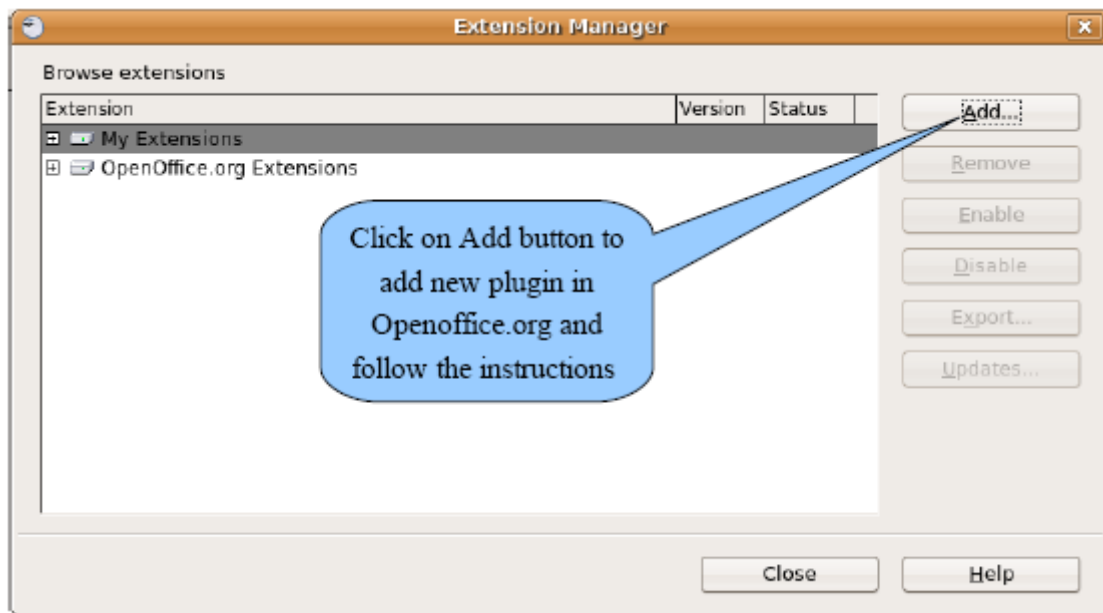 Extension Manager
Browse extensions
Extension Version Status
My Extensions
OpenOffice.org Extensions
Add...
Remove
Enable
Disable
Export...
Updates...
Click on Add button to
add new plugin in
Openoffice.org and
follow the instructions
Close Help